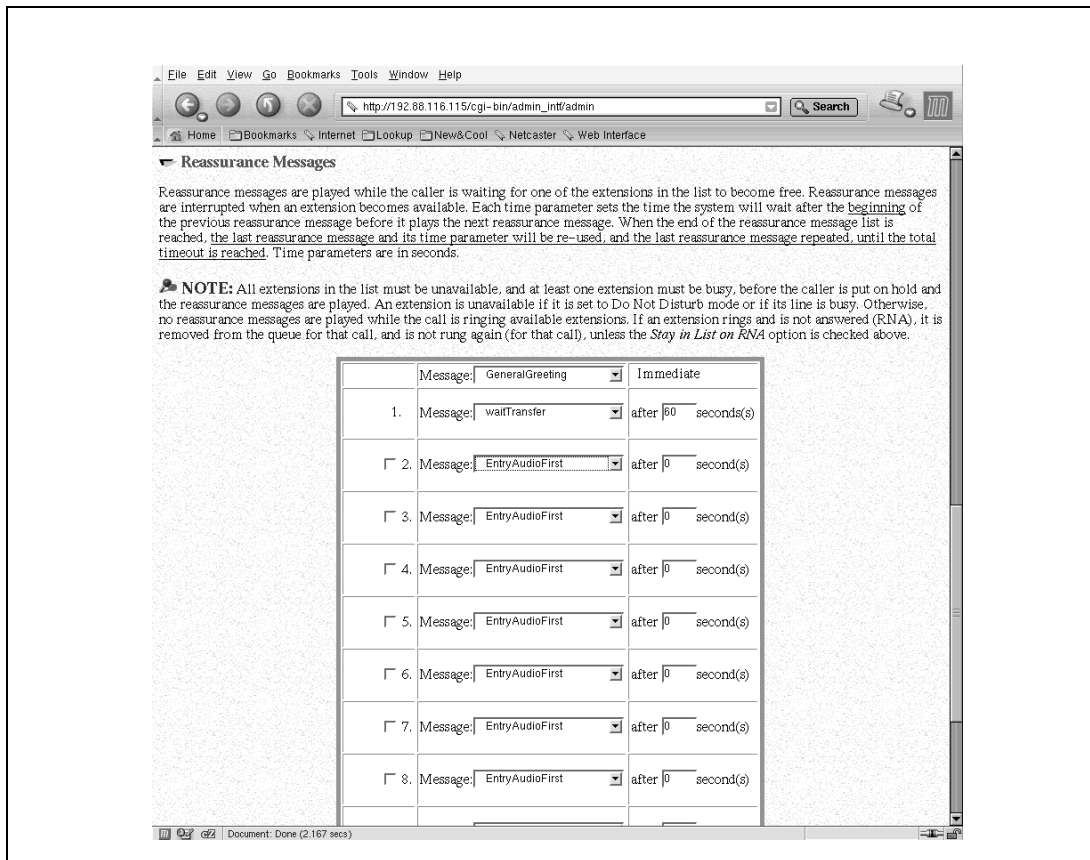 File Edit View Go Bookmarks Tools Window Help
http://192.88.116.115/cgi-bin/admin_intf/admin
Search
Home Bookmarks Internet Lookup New&Cool Netcaster Web Interface
Reassurance Messages
Reassurance messages are played while the caller is waiting for one of the extensions in the list to become free. Reassurance messages
are interrupted when an extension becomes available. Each time parameter sets the time the system will wait after the beginning of
the previous reassurance message before it plays the next reassurance message. When the end of the reassurance message list is
reached, the last reassurance message and its time parameter will be re-used, and the last reassurance message repeated, until the total
timeout is reached. Time parameters are in seconds.
NOTE: All extensions in the list must be unavailable, and at least one extension must be busy, before the caller is put on hold and
the reassurance messages are played. An extension is unavailable if it is set to Do Not Disturb mode or if its line is busy. Otherwise,
no reassurance messages are played while the call is ringing available extensions. If an extension rings and is not answered (RNA), it is
removed from the queue for that call, and is not rung again (for that call), unless the Stay in List on RNA option is checked above.
Message: GeneralGreeting Immediate
1. Message: waitTransfer after 60 seconds(s)
2. Message: EntryAudioFirst after 0 second(s)
3. Message: EntryAudioFirst after 0 second(s)
4. Message: EntryAudioFirst after 0 second(s)
5. Message: EntryAudioFirst after 0 second(s)
6. Message: EntryAudioFirst after 0 second(s)
7. Message: EntryAudioFirst after 0 second(s)
8. Message: EntryAudioFirst after 0 second(s)
Document: Done (2.167 secs)